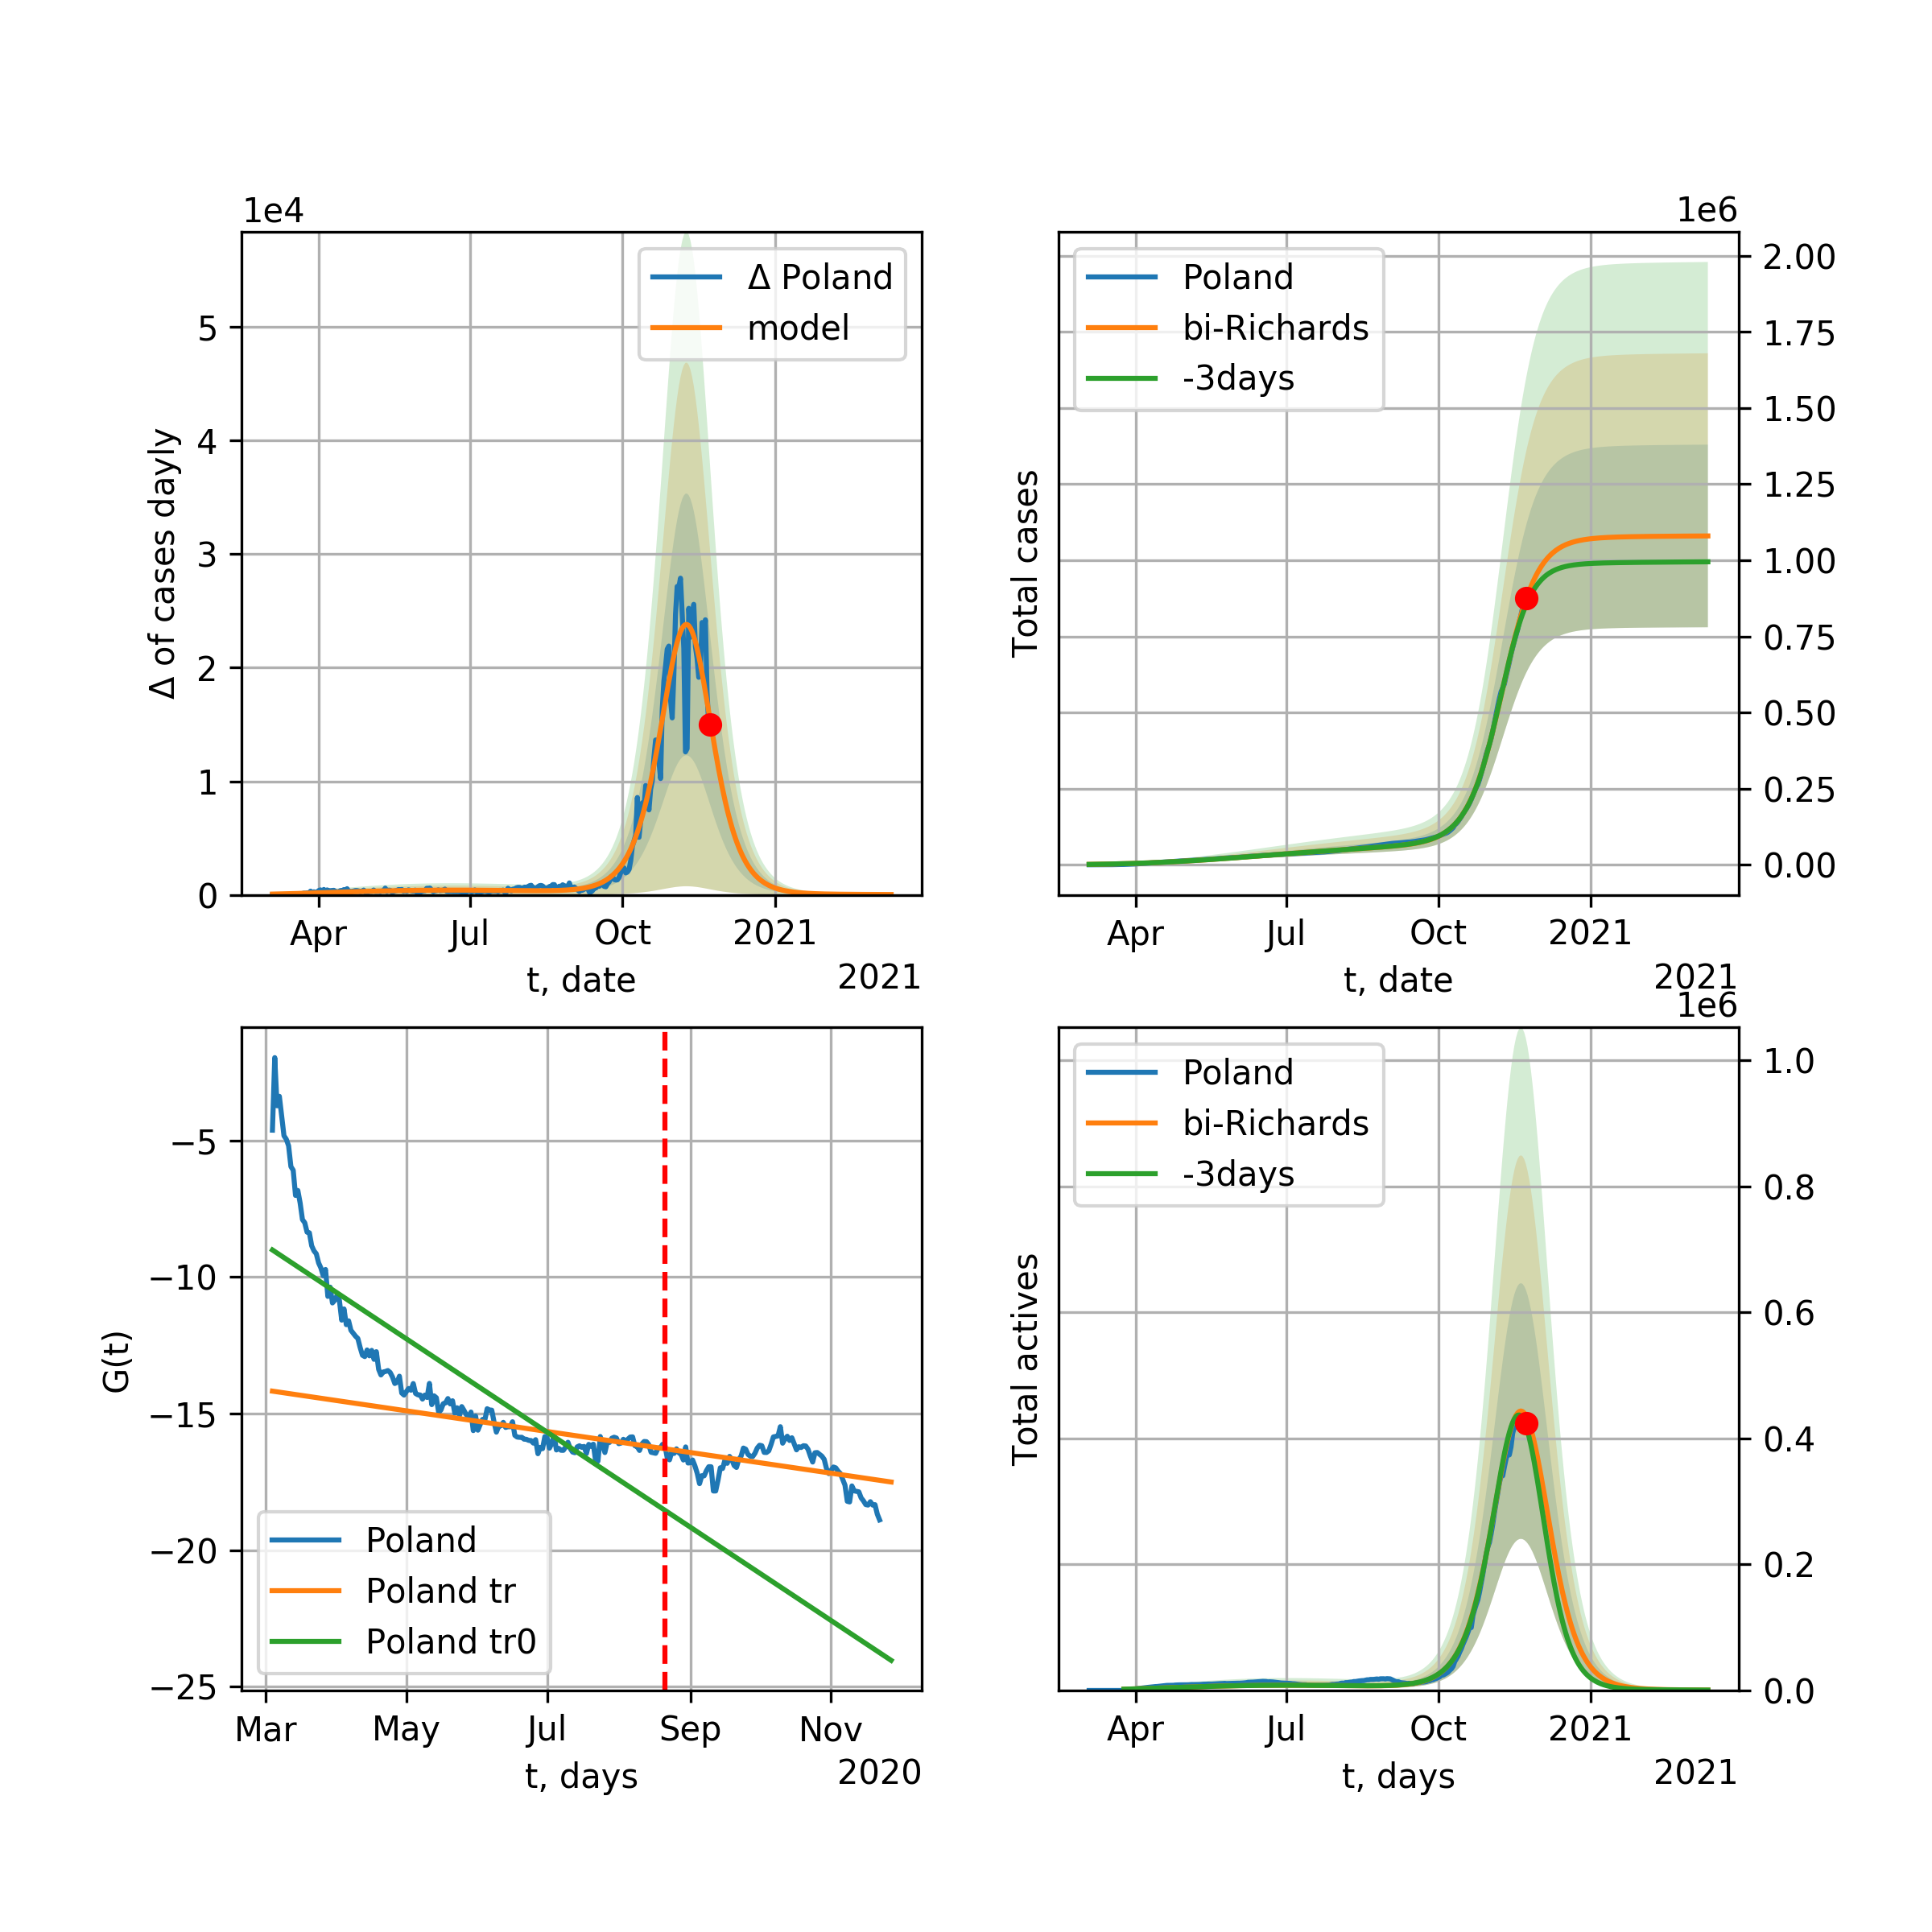 1e4
Δ of cases dayly
5
4
3
2
1
0
Δ Poland
model
Apr
Jul
Oct
2021
t, date
2021
1e6
Total cases
Poland
bi-Richards
-3days
2.00
1.75
1.50
1.25
1.00
0.75
0.50
0.25
0.00
Apr
Jul
Oct
2021
t, date
2021
G(t)
−5
−10
−15
−20
−25
Poland
Poland tr
Poland tr0
Mar
May
Jul
Sep
Nov
t, days
2020
1e6
Total actives
Poland
bi-Richards
-3days
1.0
0.8
0.6
0.4
0.2
0.0
Apr
Jul
Oct
2021
t, days
2021